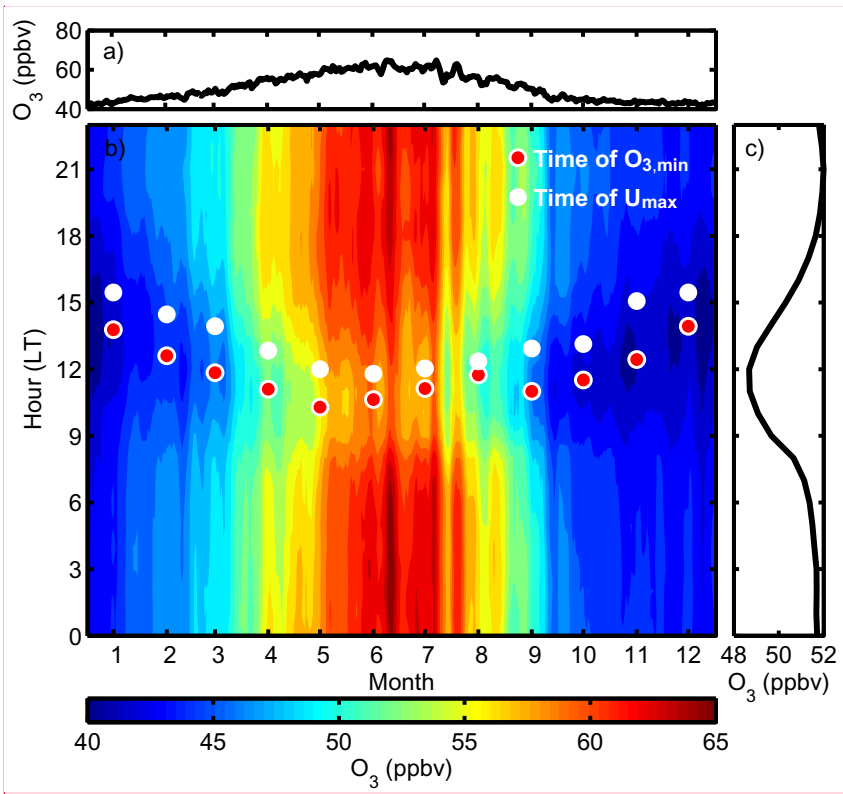 80
60
40
O3 (ppbv)
a)
b)
c)
Time of O3,min
Time of Umax
21
18
15
12
9
6
3
0
Hour (LT)
1 2 3 4 5 6 7 8 9 10 11 12
Month
48 50 52
O3 (ppbv)
40 45 50 55 60 65
O3 (ppbv)